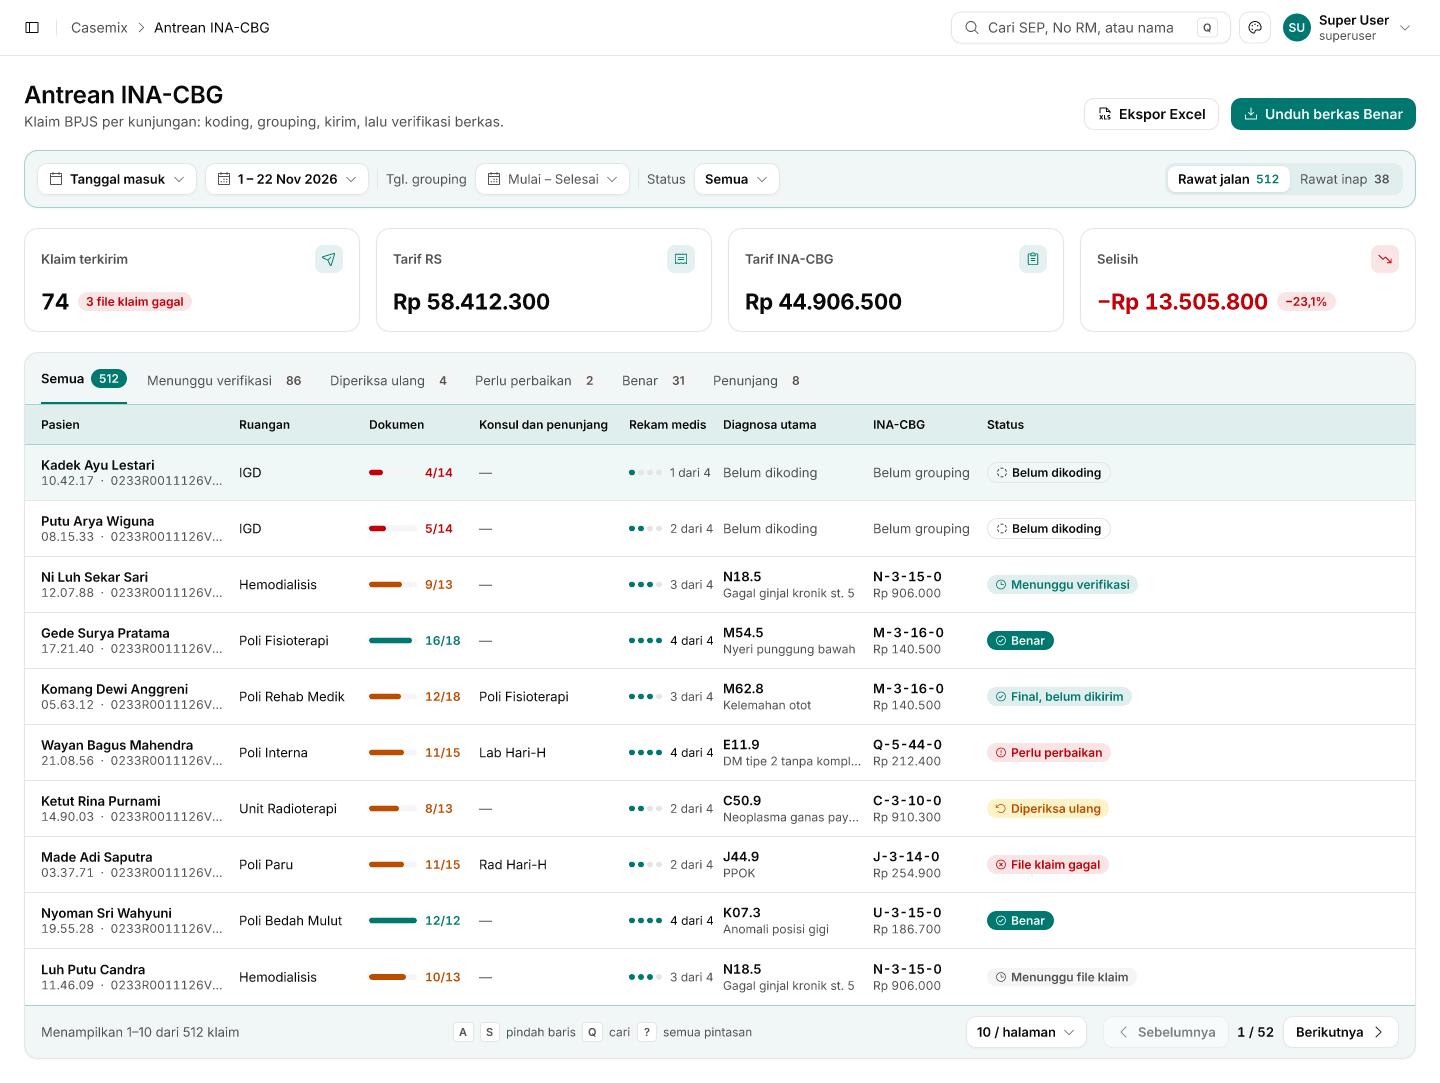 Casemix > Antrean INA-CBG
Cari SEP, No RM, atau nama Q
SU Super User
superuser
Antrean INA-CBG
Klaim BPJS per kunjungan: koding, grouping, kirim, lalu verifikasi berkas.
XLS Ekspor Excel
Unduh berkas Benar
Tanggal masuk 1 – 22 Nov 2026 Tgl. grouping Mulai – Selesai Status Semua
Rawat jalan 512 Rawat inap 38
Klaim terkirim
74 3 file klaim gagal
Tarif RS
Rp 58.412.300
Tarif INA-CBG
Rp 44.906.500
Selisih
−Rp 13.505.800 −23,1%
Semua 512 Menunggu verifikasi 86 Diperiksa ulang 4 Perlu perbaikan 2 Benar 31 Penunjang 8
Pasien Ruangan Dokumen Konsul dan penunjang Rekam medis Diagnosa utama INA-CBG Status
Kadek Ayu Lestari
10.42.17 · 0233R0011126V...
IGD 4/14 — 1 dari 4 Belum dikoding Belum grouping Belum dikoding
Putu Arya Wiguna
08.15.33 · 0233R0011126V...
IGD 5/14 — 2 dari 4 Belum dikoding Belum grouping Belum dikoding
Ni Luh Sekar Sari
12.07.88 · 0233R0011126V...
Hemodialisis 9/13 — 3 dari 4
N18.5
Gagal ginjal kronik st. 5
N-3-15-0
Rp 906.000
Menunggu verifikasi
Gede Surya Pratama
17.21.40 · 0233R0011126V...
Poli Fisioterapi 16/18 — 4 dari 4
M54.5
Nyeri punggung bawah
M-3-16-0
Rp 140.500
Benar
Komang Dewi Anggreni
05.63.12 · 0233R0011126V...
Poli Rehab Medik 12/18 Poli Fisioterapi 3 dari 4
M62.8
Kelemahan otot
M-3-16-0
Rp 140.500
Final, belum dikirim
Wayan Bagus Mahendra
21.08.56 · 0233R0011126V...
Poli Interna 11/15 Lab Hari-H 4 dari 4
E11.9
DM tipe 2 tanpa kompl...
Q-5-44-0
Rp 212.400
Perlu perbaikan
Ketut Rina Purnami
14.90.03 · 0233R0011126V...
Unit Radioterapi 8/13 — 2 dari 4
C50.9
Neoplasma ganas pay...
C-3-10-0
Rp 910.300
Diperiksa ulang
Made Adi Saputra
03.37.71 · 0233R0011126V...
Poli Paru 11/15 Rad Hari-H 2 dari 4
J44.9
PPOK
J-3-14-0
Rp 254.900
File klaim gagal
Nyoman Sri Wahyuni
19.55.28 · 0233R0011126V...
Poli Bedah Mulut 12/12 — 4 dari 4
K07.3
Anomali posisi gigi
U-3-15-0
Rp 186.700
Benar
Luh Putu Candra
11.46.09 · 0233R0011126V...
Hemodialisis 10/13 — 3 dari 4
N18.5
Gagal ginjal kronik st. 5
N-3-15-0
Rp 906.000
Menunggu file klaim
Menampilkan 1–10 dari 512 klaim
A S pindah baris Q cari ? semua pintasan
10 / halaman
Sebelumnya 1 / 52 Berikutnya